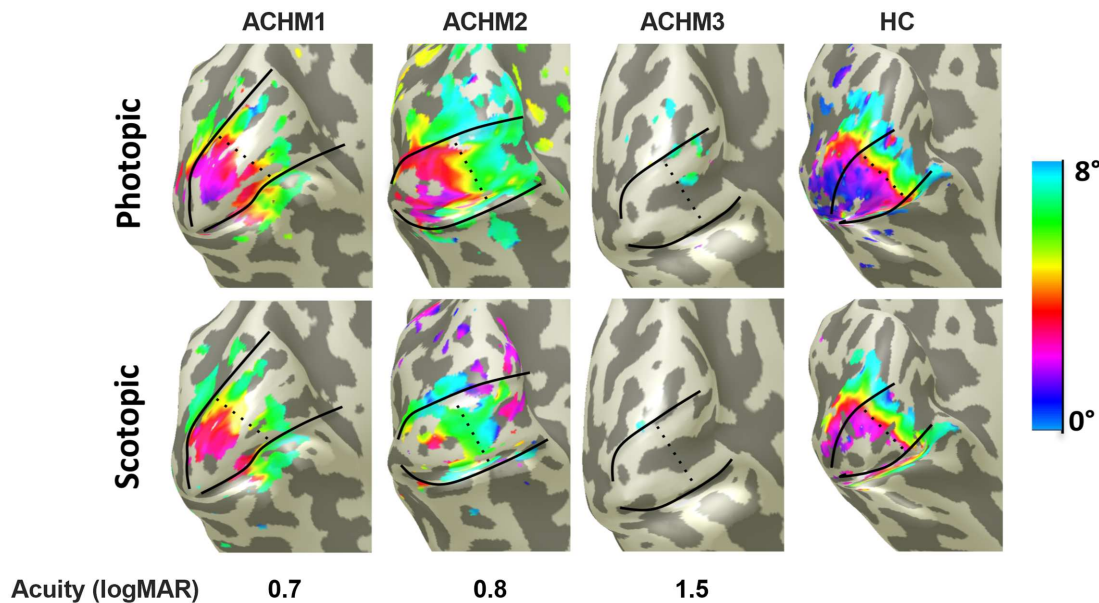 ACHM1 ACHM2 ACHM3 HC
Photopic
8°
0°
Scotopic
Acuity (logMAR) 0.7 0.8 1.5